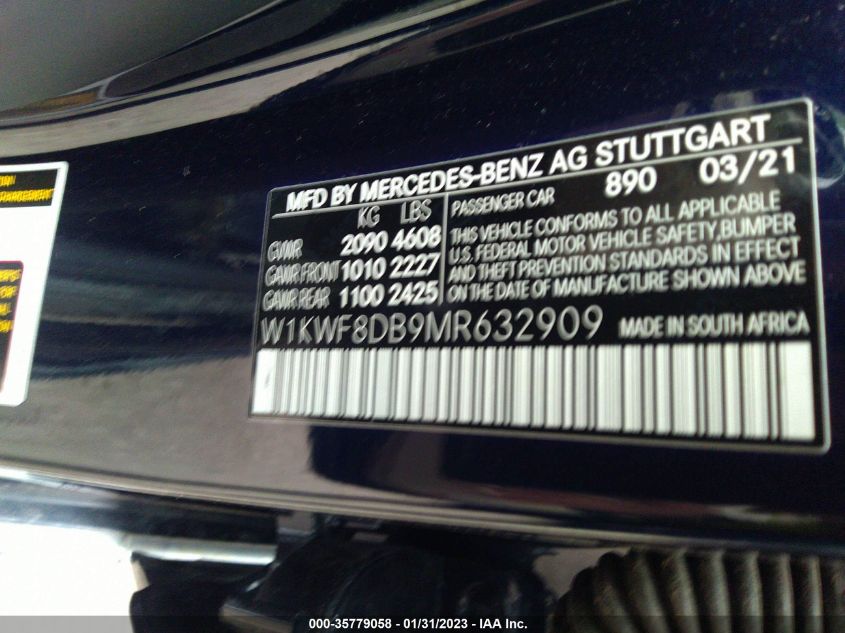 MFD BY MERCEDES-BENZ AG STUTTGART
KG LBS
GVWR 2090 4608
GAWR FRONT 1010 2227
GAWR REAR 1100 2425
PASSENGER CAR 890 03/21
THIS VEHICLE CONFORMS TO ALL APPLICABLE
U.S. FEDERAL MOTOR VEHICLE SAFETY, BUMPER
AND THEFT PREVENTION STANDARDS IN EFFECT
ON THE DATE OF MANUFACTURE SHOWN ABOVE
W1KWF8DB9MR632909 MADE IN SOUTH AFRICA
OF
000-35779058 - 01/31/2023 - IAA Inc.